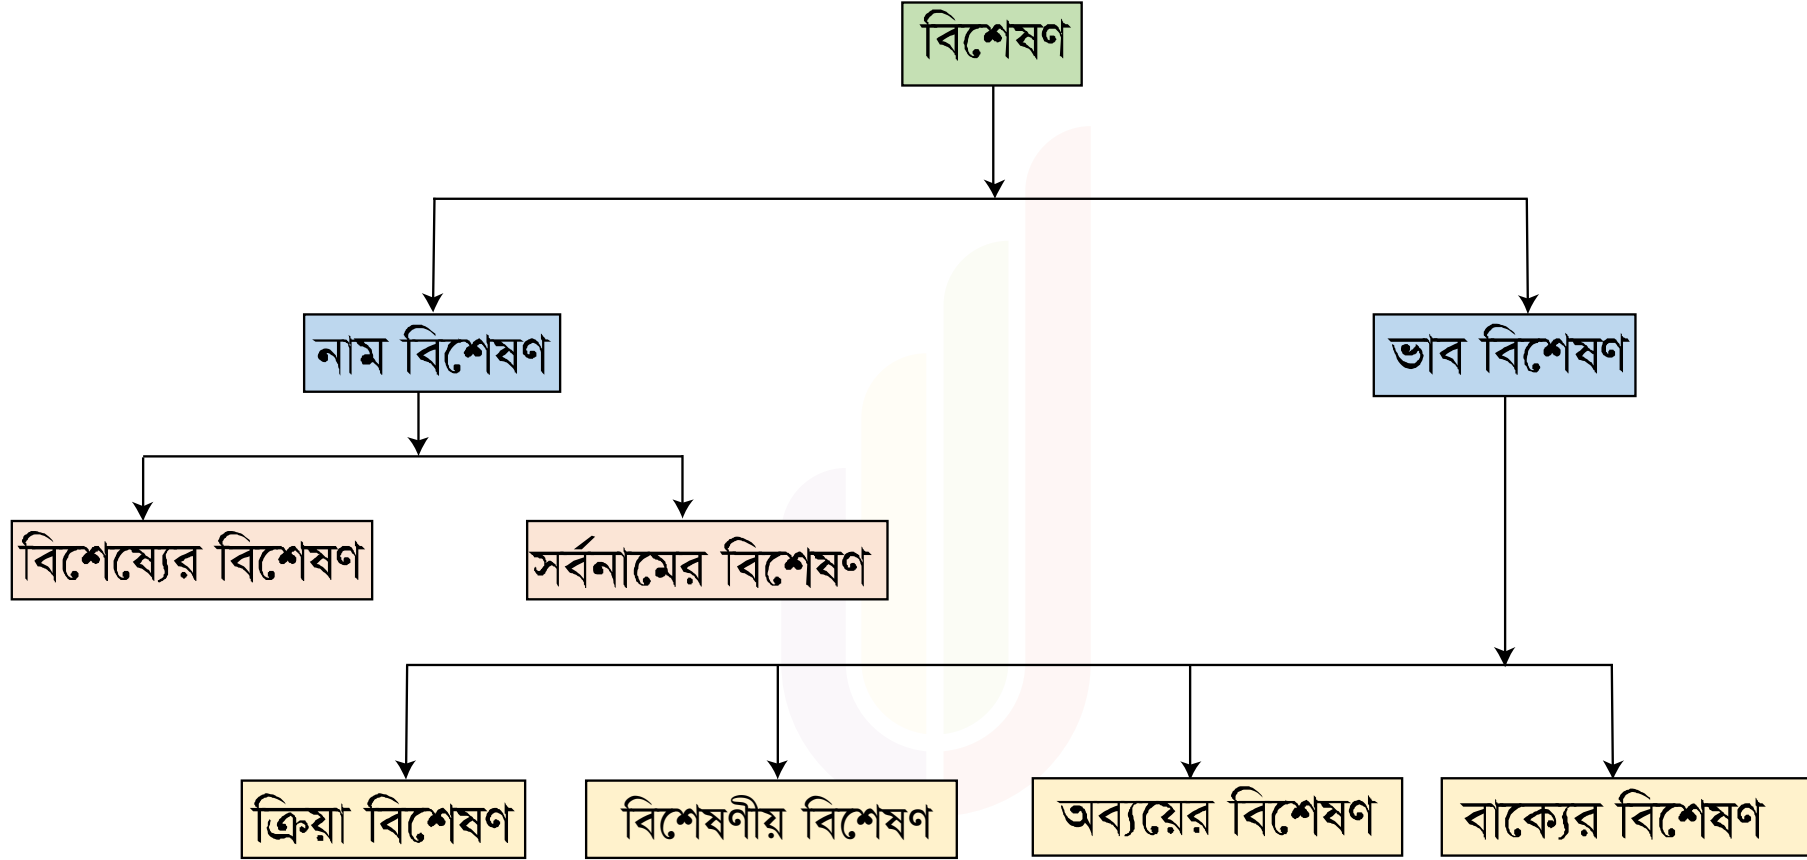 বিশেষণ
নাম বিশেষণ
ভাব বিশেষণ
বিশেষ্যের বিশেষণ
সর্বনামের বিশেষণ
ক্রিয়া বিশেষণ
বিশেষণীয় বিশেষণ
অব্যয়ের বিশেষণ
বাক্যের বিশেষণ